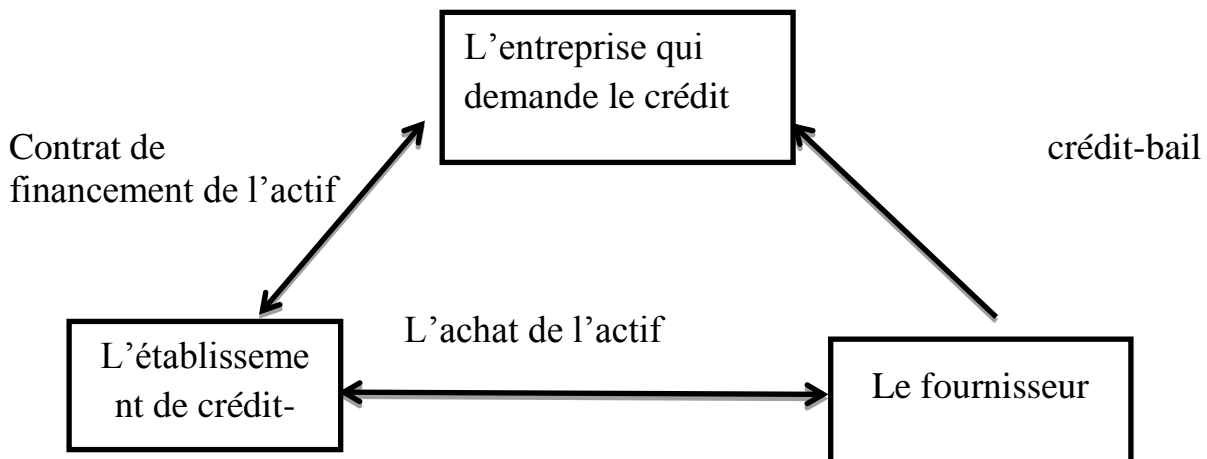 L’entreprise qui
demande le crédit
Contrat de
financement de l’actif
crédit-bail
L’achat de l’actif
L’établisseme
nt de crédit-
Le fournisseur